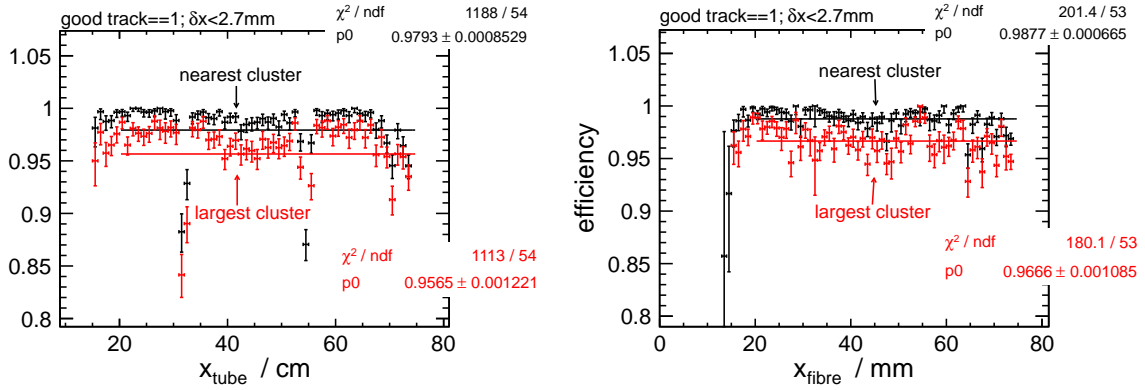 good track==1; δx<2.7mm
χ² / ndf 1188 / 54
p0 0.9793 ± 0.0008529
1.05
1
0.95
0.9
0.85
0.8
nearest cluster
largest cluster
χ² / ndf 1113 / 54
p0 0.9565 ± 0.001221
20 40 60 80
x_tube / cm
good track==1; δx<2.7mm
χ² / ndf 201.4 / 53
p0 0.9877 ± 0.000665
efficiency
1.05
1
0.95
0.9
0.85
0.8
nearest cluster
largest cluster
χ² / ndf 180.1 / 53
p0 0.9666 ± 0.001085
0 20 40 60 80
x_fibre / mm